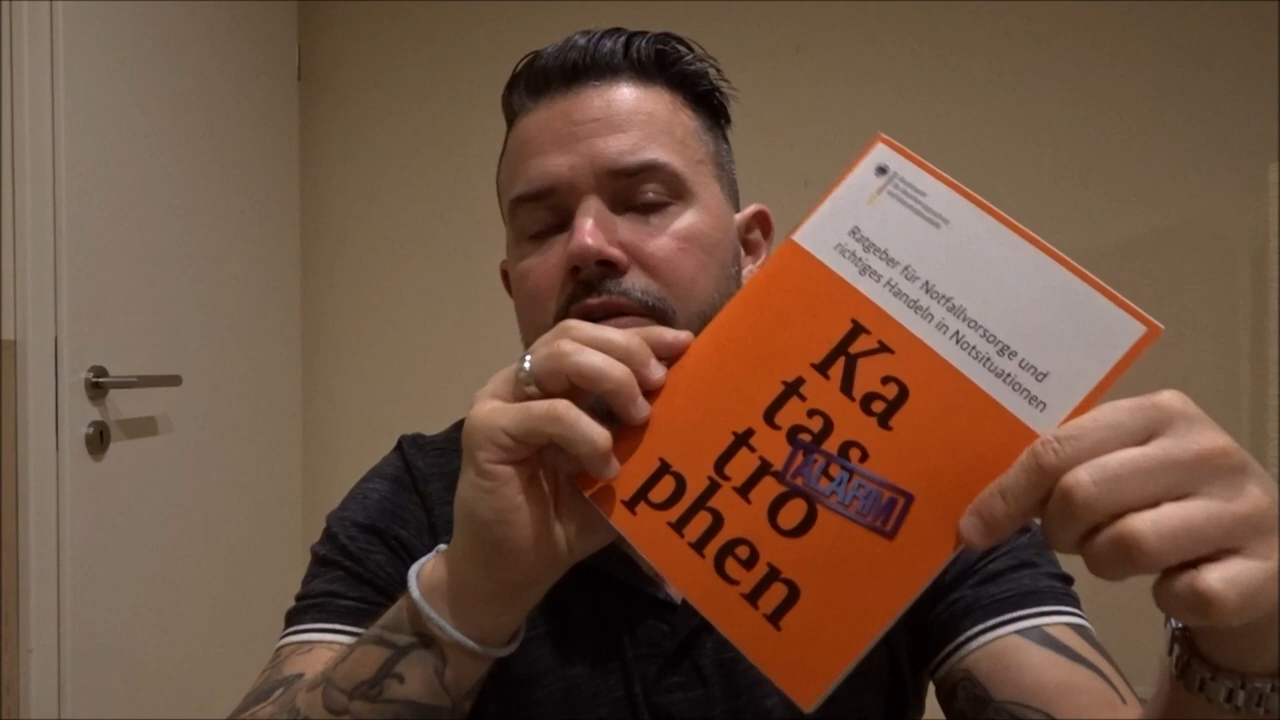 Ratgeber für Notfallvorsorge und
richtiges Handeln in Notsituationen
Ka
tas
tro
phen
ALARM